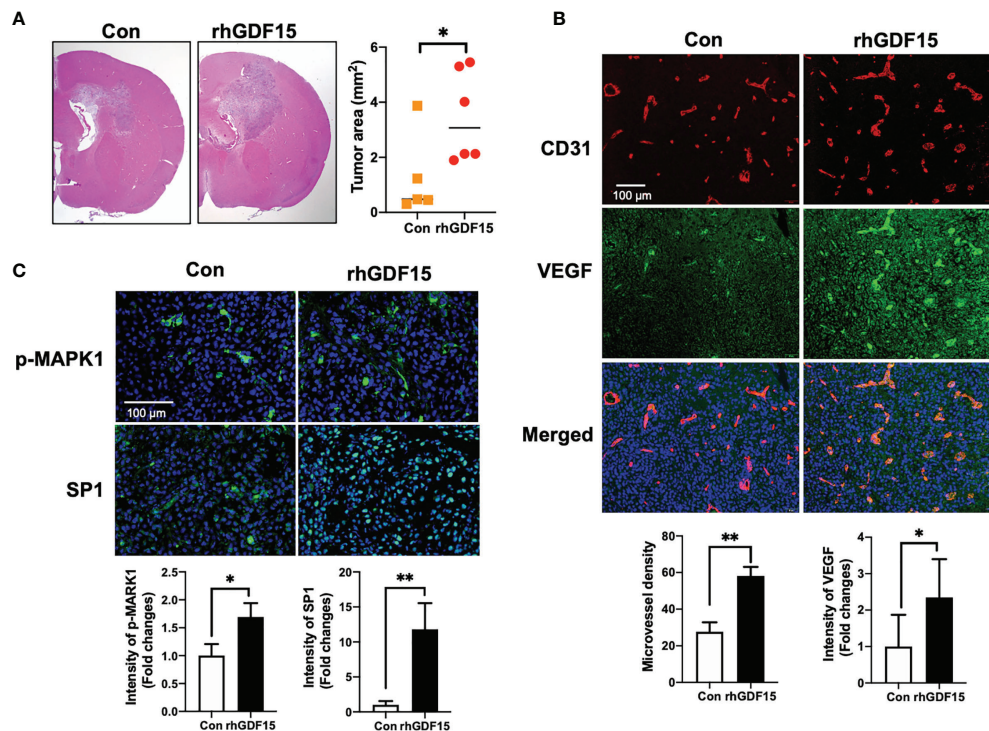 A
Con
rhGDF15
Tumor area (mm²)
6
4
2
0
*
Con rhGDF15
B
Con
rhGDF15
CD31
100 µm
VEGF
Merged
Microvessel density
80
60
40
20
0
**
Con rhGDF15
Intensity of VEGF
(Fold changes)
4
3
2
1
0
*
Con rhGDF15
C
Con
rhGDF15
p-MAPK1
100 µm
SP1
Intensity of p-MARK1
(Fold changes)
2.5
2.0
1.5
1.0
0.5
0.0
*
Con rhGDF15
Intensity of SP1
(Fold changes)
20
15
10
5
0
**
Con rhGDF15